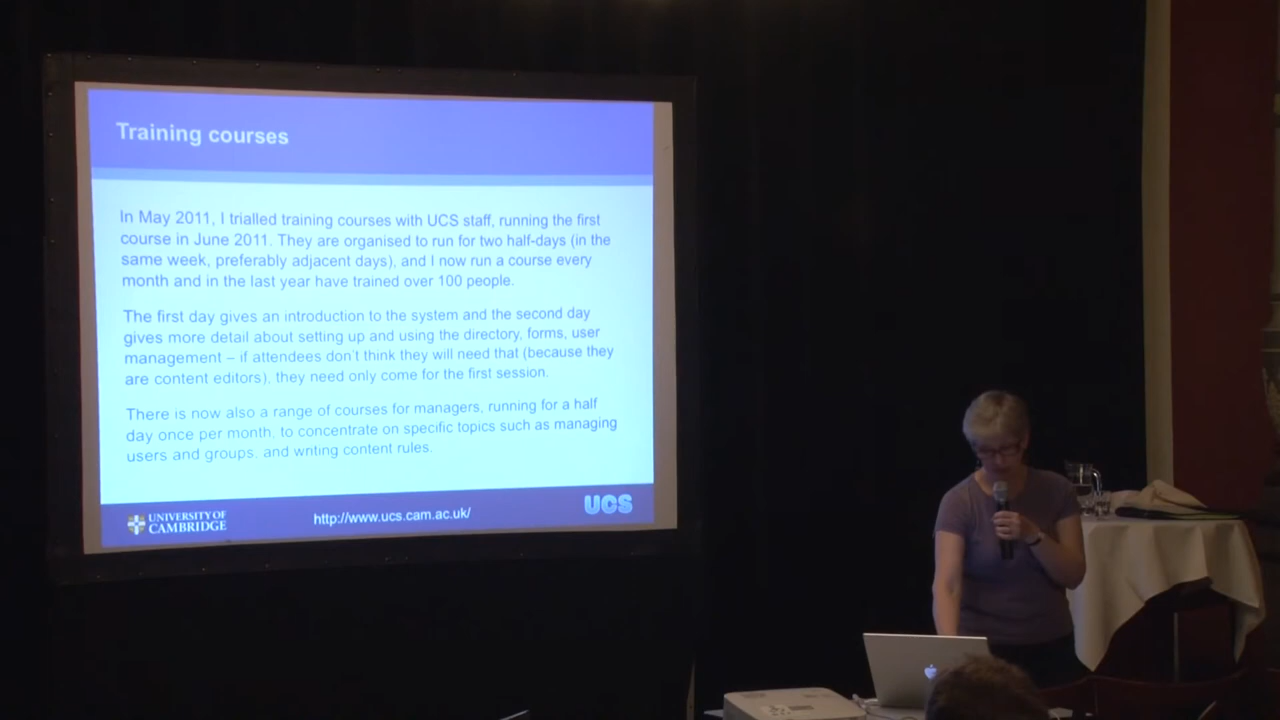 Training courses
In May 2011, I trialled training courses with UCS staff, running the first
course in June 2011. They are organised to run for two half-days (in the
same week, preferably adjacent days), and I now run a course every
month and in the last year have trained over 100 people.
The first day gives an introduction to the system and the second day
gives more detail about setting up and using the directory, forms, user
management – if attendees don't think they will need that (because they
are content editors), they need only come for the first session.
There is now also a range of courses for managers, running for a half
day once per month, to concentrate on specific topics such as managing
users and groups, and writing content rules.
UNIVERSITY OF
CAMBRIDGE
http://www.ucs.cam.ac.uk/
UCS